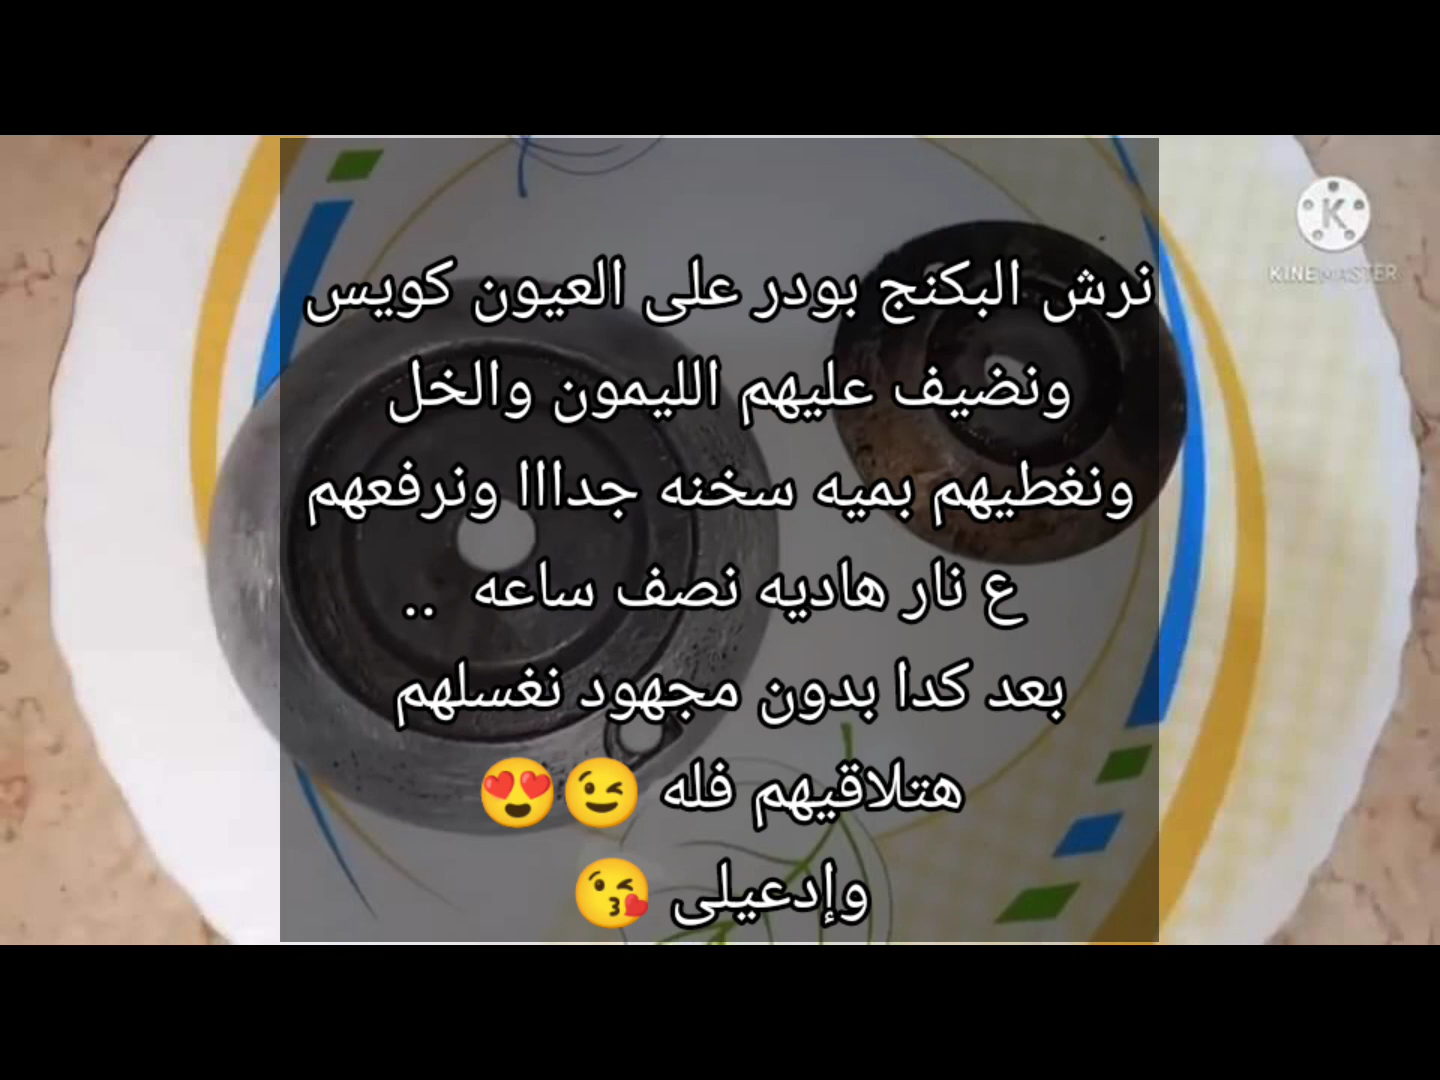 نرش البكنج بودر على العيون كويس
ونضيف عليهم الليمون والخل
ونغطيهم بميه سخنه جدااا ونرفعهم
ع نار هاديه نصف ساعه ..
بعد كدا بدون مجهود نغسلهم
هتلاقيهم فله 😉😍
وإدعيلى 😘
KINEMASTER